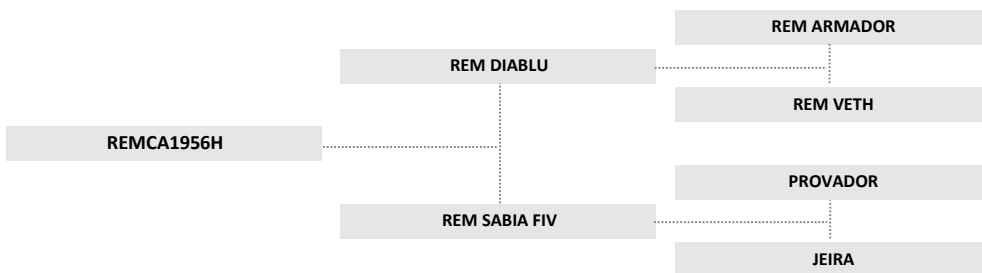 REM ARMADOR
REM DIABLU
REM VETH
REMCA1956H
PROVADOR
REM SABIA FIV
JEIRA